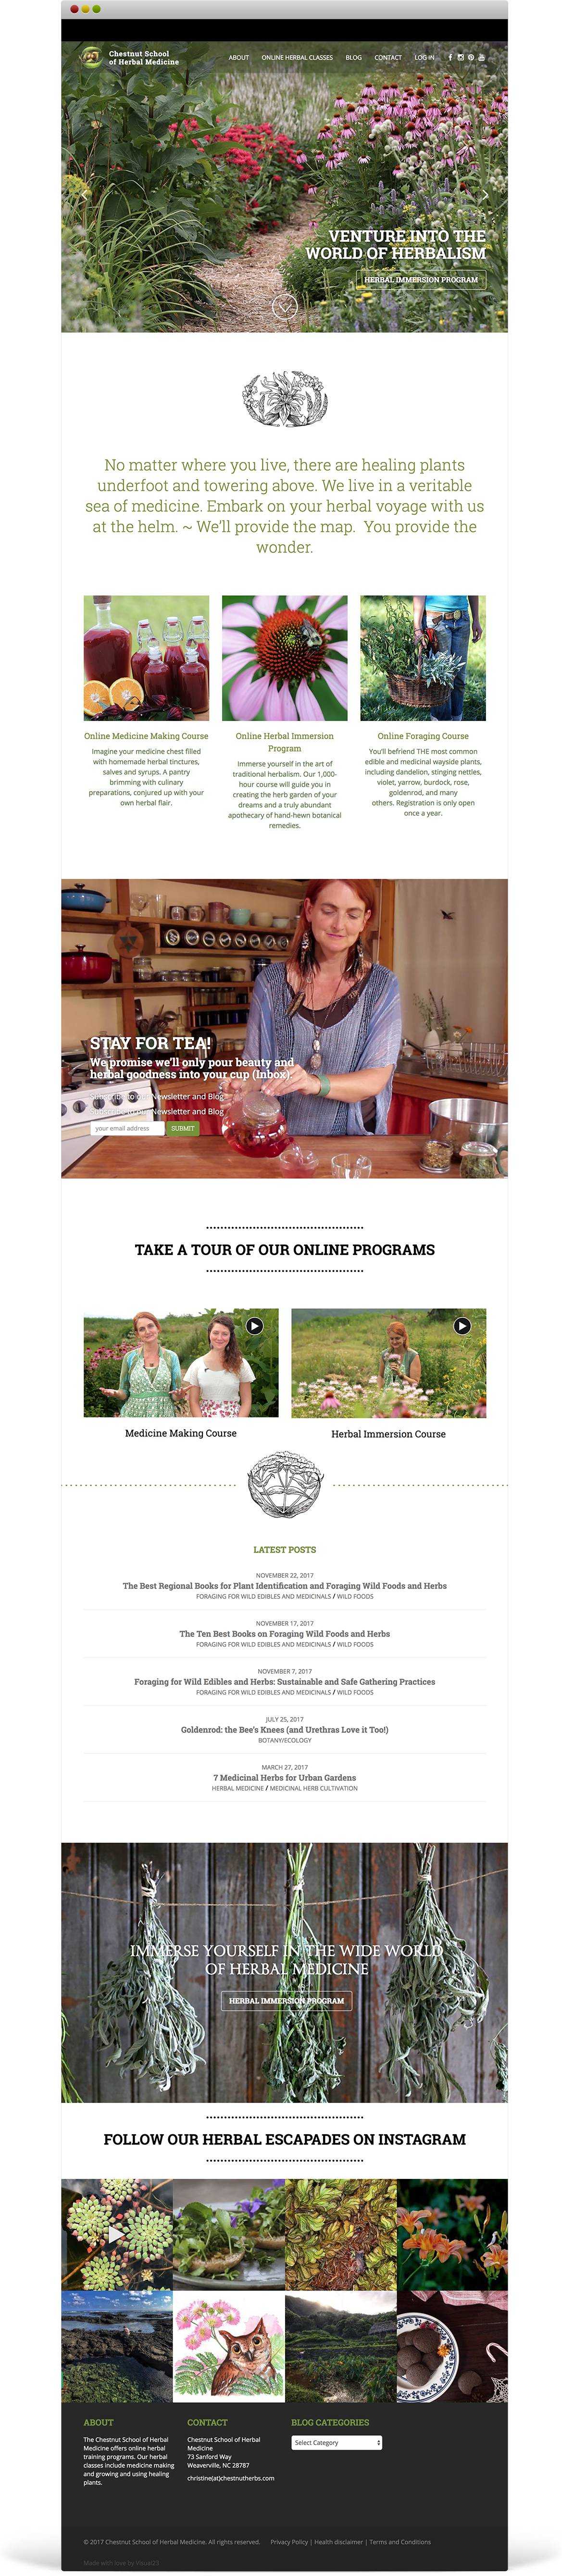 Chestnut School
of Herbal Medicine
ABOUT ONLINE HERBAL CLASSES BLOG CONTACT LOG IN
VENTURE INTO THE
WORLD OF HERBALISM
HERBAL IMMERSION PROGRAM
No matter where you live, there are healing plants
underfoot and towering above. We live in a veritable
sea of medicine. Embark on your herbal voyage with us
at the helm. ~ We'll provide the map. You provide the
wonder.
Online Medicine Making Course
Imagine your medicine chest filled
with homemade herbal tinctures,
salves and syrups. A pantry
brimming with culinary
preparations, conjured up with your
own herbal flair.
Online Herbal Immersion
Program
Immerse yourself in the art of
traditional herbalism. Our 1,000-
hour course will guide you in
creating the herb garden of your
dreams and a truly abundant
apothecary of hand-hewn botanical
remedies.
Online Foraging Course
You'll befriend THE most common
edible and medicinal wayside plants,
including dandelion, stinging nettles,
violet, yarrow, burdock, rose,
goldenrod, and many
others. Registration is only open
once a year.
STAY FOR TEA!
We promise we'll only pour beauty and
herbal goodness into your cup (Inbox).
Subscribe to our Newsletter and Blog
Subscribe to our Newsletter and Blog
your email address SUBMIT
TAKE A TOUR OF OUR ONLINE PROGRAMS
Medicine Making Course
Herbal Immersion Course
LATEST POSTS
NOVEMBER 22, 2017
The Best Regional Books for Plant Identification and Foraging Wild Foods and Herbs
FORAGING FOR WILD EDIBLES AND MEDICINALS / WILD FOODS
NOVEMBER 17, 2017
The Ten Best Books on Foraging Wild Foods and Herbs
FORAGING FOR WILD EDIBLES AND MEDICINALS / WILD FOODS
NOVEMBER 7, 2017
Foraging for Wild Edibles and Herbs: Sustainable and Safe Gathering Practices
FORAGING FOR WILD EDIBLES AND MEDICINALS / WILD FOODS
JULY 25, 2017
Goldenrod: the Bee's Knees (and Urethras Love it Too!)
BOTANY/ECOLOGY
MARCH 27, 2017
7 Medicinal Herbs for Urban Gardens
HERBAL MEDICINE / MEDICINAL HERB CULTIVATION
IMMERSE YOURSELF IN THE WIDE WORLD
OF HERBAL MEDICINE
HERBAL IMMERSION PROGRAM
FOLLOW OUR HERBAL ESCAPADES ON INSTAGRAM
ABOUT
The Chestnut School of Herbal
Medicine offers online herbal
training programs. Our herbal
classes include medicine making
and growing and using healing
plants.
CONTACT
Chestnut School of Herbal
Medicine
73 Sanford Way
Weaverville, NC 28787
christine(at)chestnutherbs.com
BLOG CATEGORIES
Select Category
© 2017 Chestnut School of Herbal Medicine. All rights reserved. Privacy Policy | Health disclaimer | Terms and Conditions
Made with love by Visual23